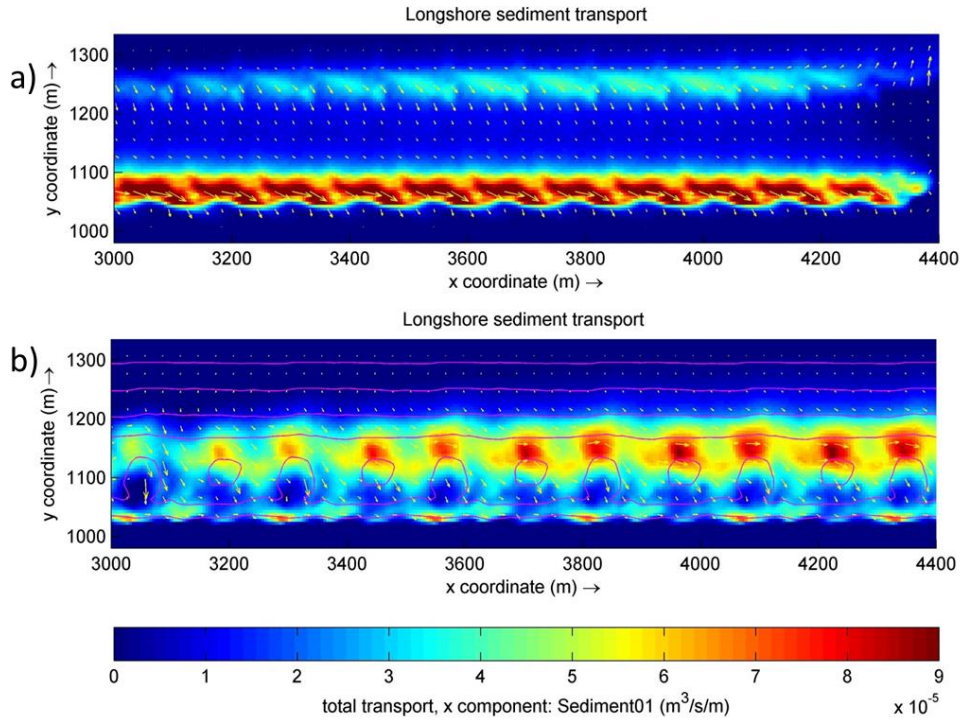 Longshore sediment transport
a)
1300
1200
1100
1000
y coordinate (m) →
3000 3200 3400 3600 3800 4000 4200 4400
x coordinate (m) →
Longshore sediment transport
b)
1300
1200
1100
1000
y coordinate (m) →
3000 3200 3400 3600 3800 4000 4200 4400
x coordinate (m) →
0 1 2 3 4 5 6 7 8 9
total transport, x component: Sediment01 (m³/s/m)
x 10⁻⁵